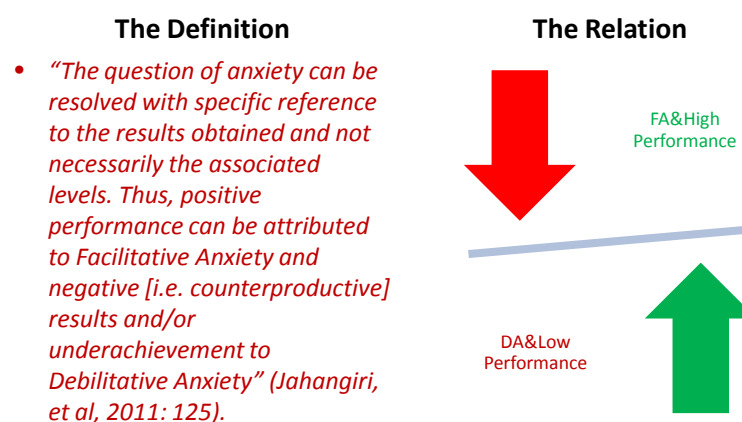 The Definition
• “The question of anxiety can be
resolved with specific reference
to the results obtained and not
necessarily the associated
levels. Thus, positive
performance can be attributed
to Facilitative Anxiety and
negative [i.e. counterproductive]
results and/or
underachievement to
Debilitative Anxiety” (Jahangiri,
et al, 2011: 125).
The Relation
FA&High
Performance
DA&Low
Performance